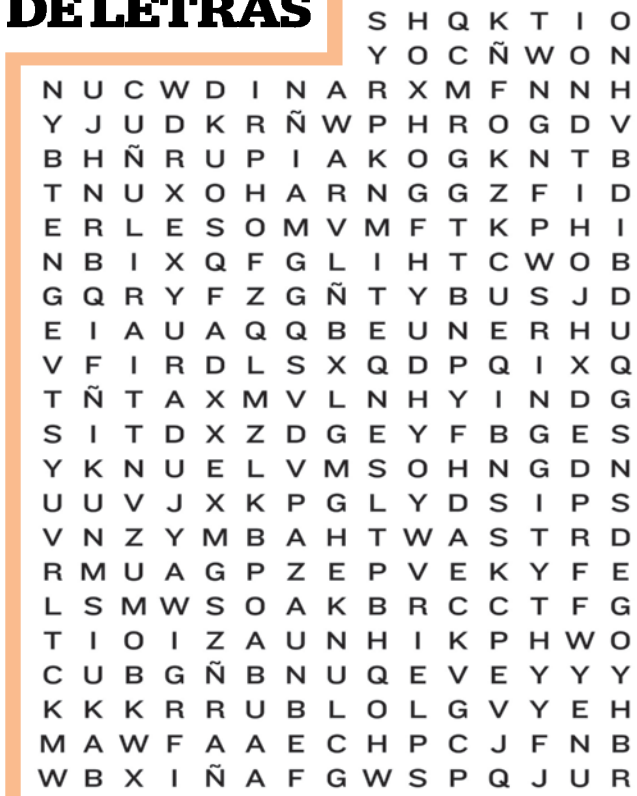 DE LETRAS
S H Q K T I O
Y O C Ñ W O N
N U C W D I N A R X M F N N H
Y J U D K R Ñ W P H R O G D V
B H Ñ R U P I A K O G K N T B
T N U X O H A R N G G Z F I D
E R L E S O M V M F T K P H I
N B I X Q F G L I H T C W O B
G Q R Y F Z G Ñ T Y B U S J D
E I A U A Q Q B E U N E R H U
V F I R D L S X Q D P Q I X Q
T Ñ T A X M V L N H Y I N D G
S I T D X Z D G E Y F B G E S
Y K N U E L V M S O H N G D N
U U V J X K P G L Y D S I P S
V N Z Y M B A H T W A S T R D
R M U A G P Z E P V E K Y F E
L S M W S O A K B R C C T F G
T I O I Z A U N H I K P H W O
C U B G Ñ B N U Q E V E Y Y Y
K K K R R U B L O L G V Y E H
M A W F A A E C H P C J F N B
W B X I Ñ A F G W S P Q J U R